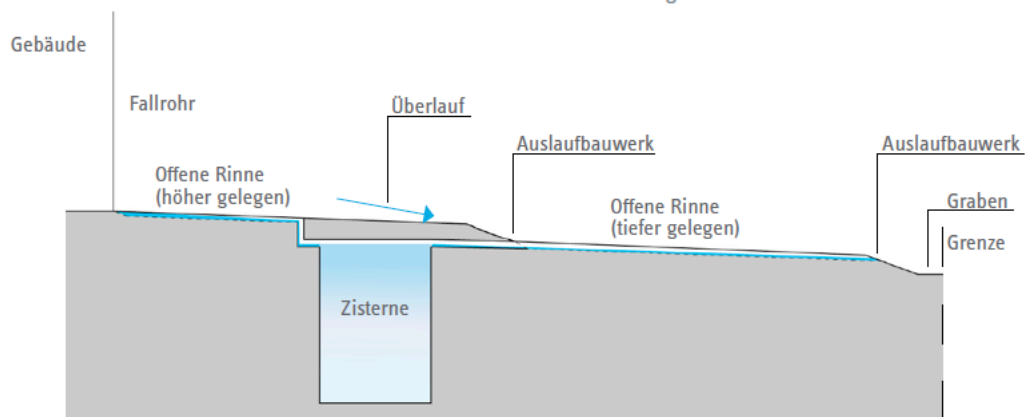 Gebäude
Fallrohr
Überlauf
Auslaufbauwerk
Auslaufbauwerk
Offene Rinne
(höher gelegen)
Offene Rinne
(tiefer gelegen)
Graben
Grenze
Zisterne